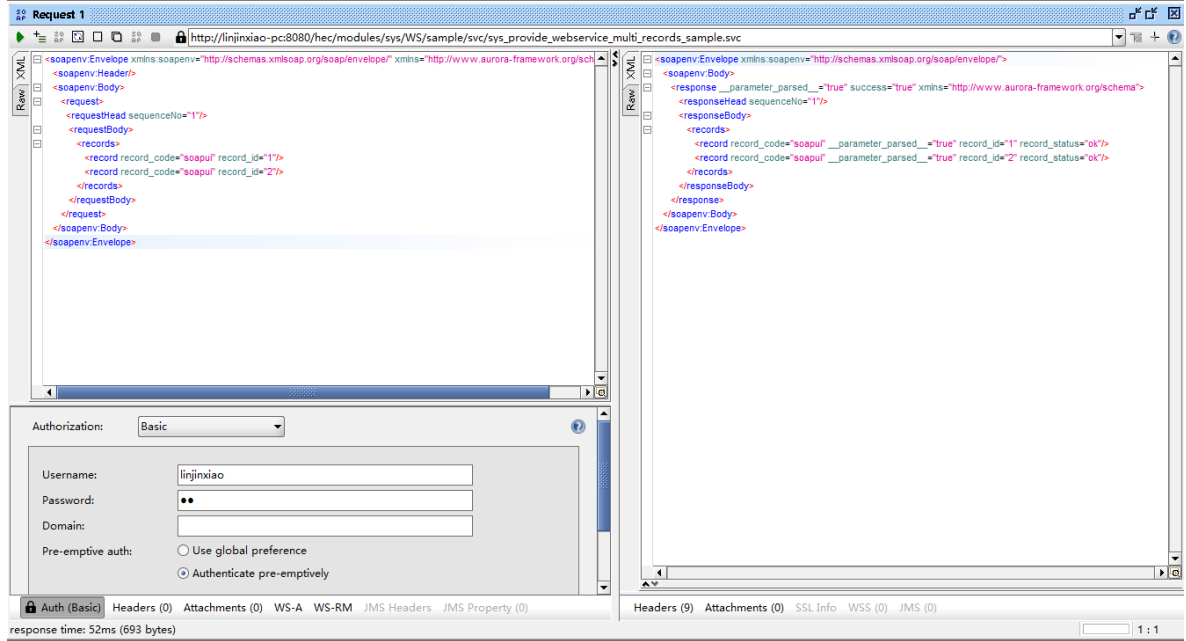 Request 1
http://linjinxiao-pc:8080/hec/modules/sys/WS/sample/svc/sys_provide_webservice_multi_records_sample.svc
XML
Raw
<soapenv:Envelope xmlns:soapenv="http://schemas.xmlsoap.org/soap/envelope/" xmlns="http://www.aurora-framework.org/sch
<soapenv:Header/>
<soapenv:Body>
<request>
<requestHead sequenceNo="1"/>
<requestBody>
<records>
<record record_code="soapui" record_id="1"/>
<record record_code="soapui" record_id="2"/>
</records>
</requestBody>
</request>
</soapenv:Body>
</soapenv:Envelope>
XML
Raw
<soapenv:Envelope xmlns:soapenv="http://schemas.xmlsoap.org/soap/envelope/">
<soapenv:Body>
<response __parameter_parsed__="true" success="true" xmlns="http://www.aurora-framework.org/schema">
<responseHead sequenceNo="1"/>
<responseBody>
<records>
<record record_code="soapui" __parameter_parsed__="true" record_id="1" record_status="ok"/>
<record record_code="soapui" __parameter_parsed__="true" record_id="2" record_status="ok"/>
</records>
</responseBody>
</response>
</soapenv:Body>
</soapenv:Envelope>
Authorization: Basic
Username: linjinxiao
Password: ●●
Domain:
Pre-emptive auth: Use global preference
Authenticate pre-emptively
Auth (Basic) Headers (0) Attachments (0) WS-A WS-RM JMS Headers JMS Property (0)
Headers (9) Attachments (0) SSL Info WSS (0) JMS (0)
response time: 52ms (693 bytes)
1 : 1